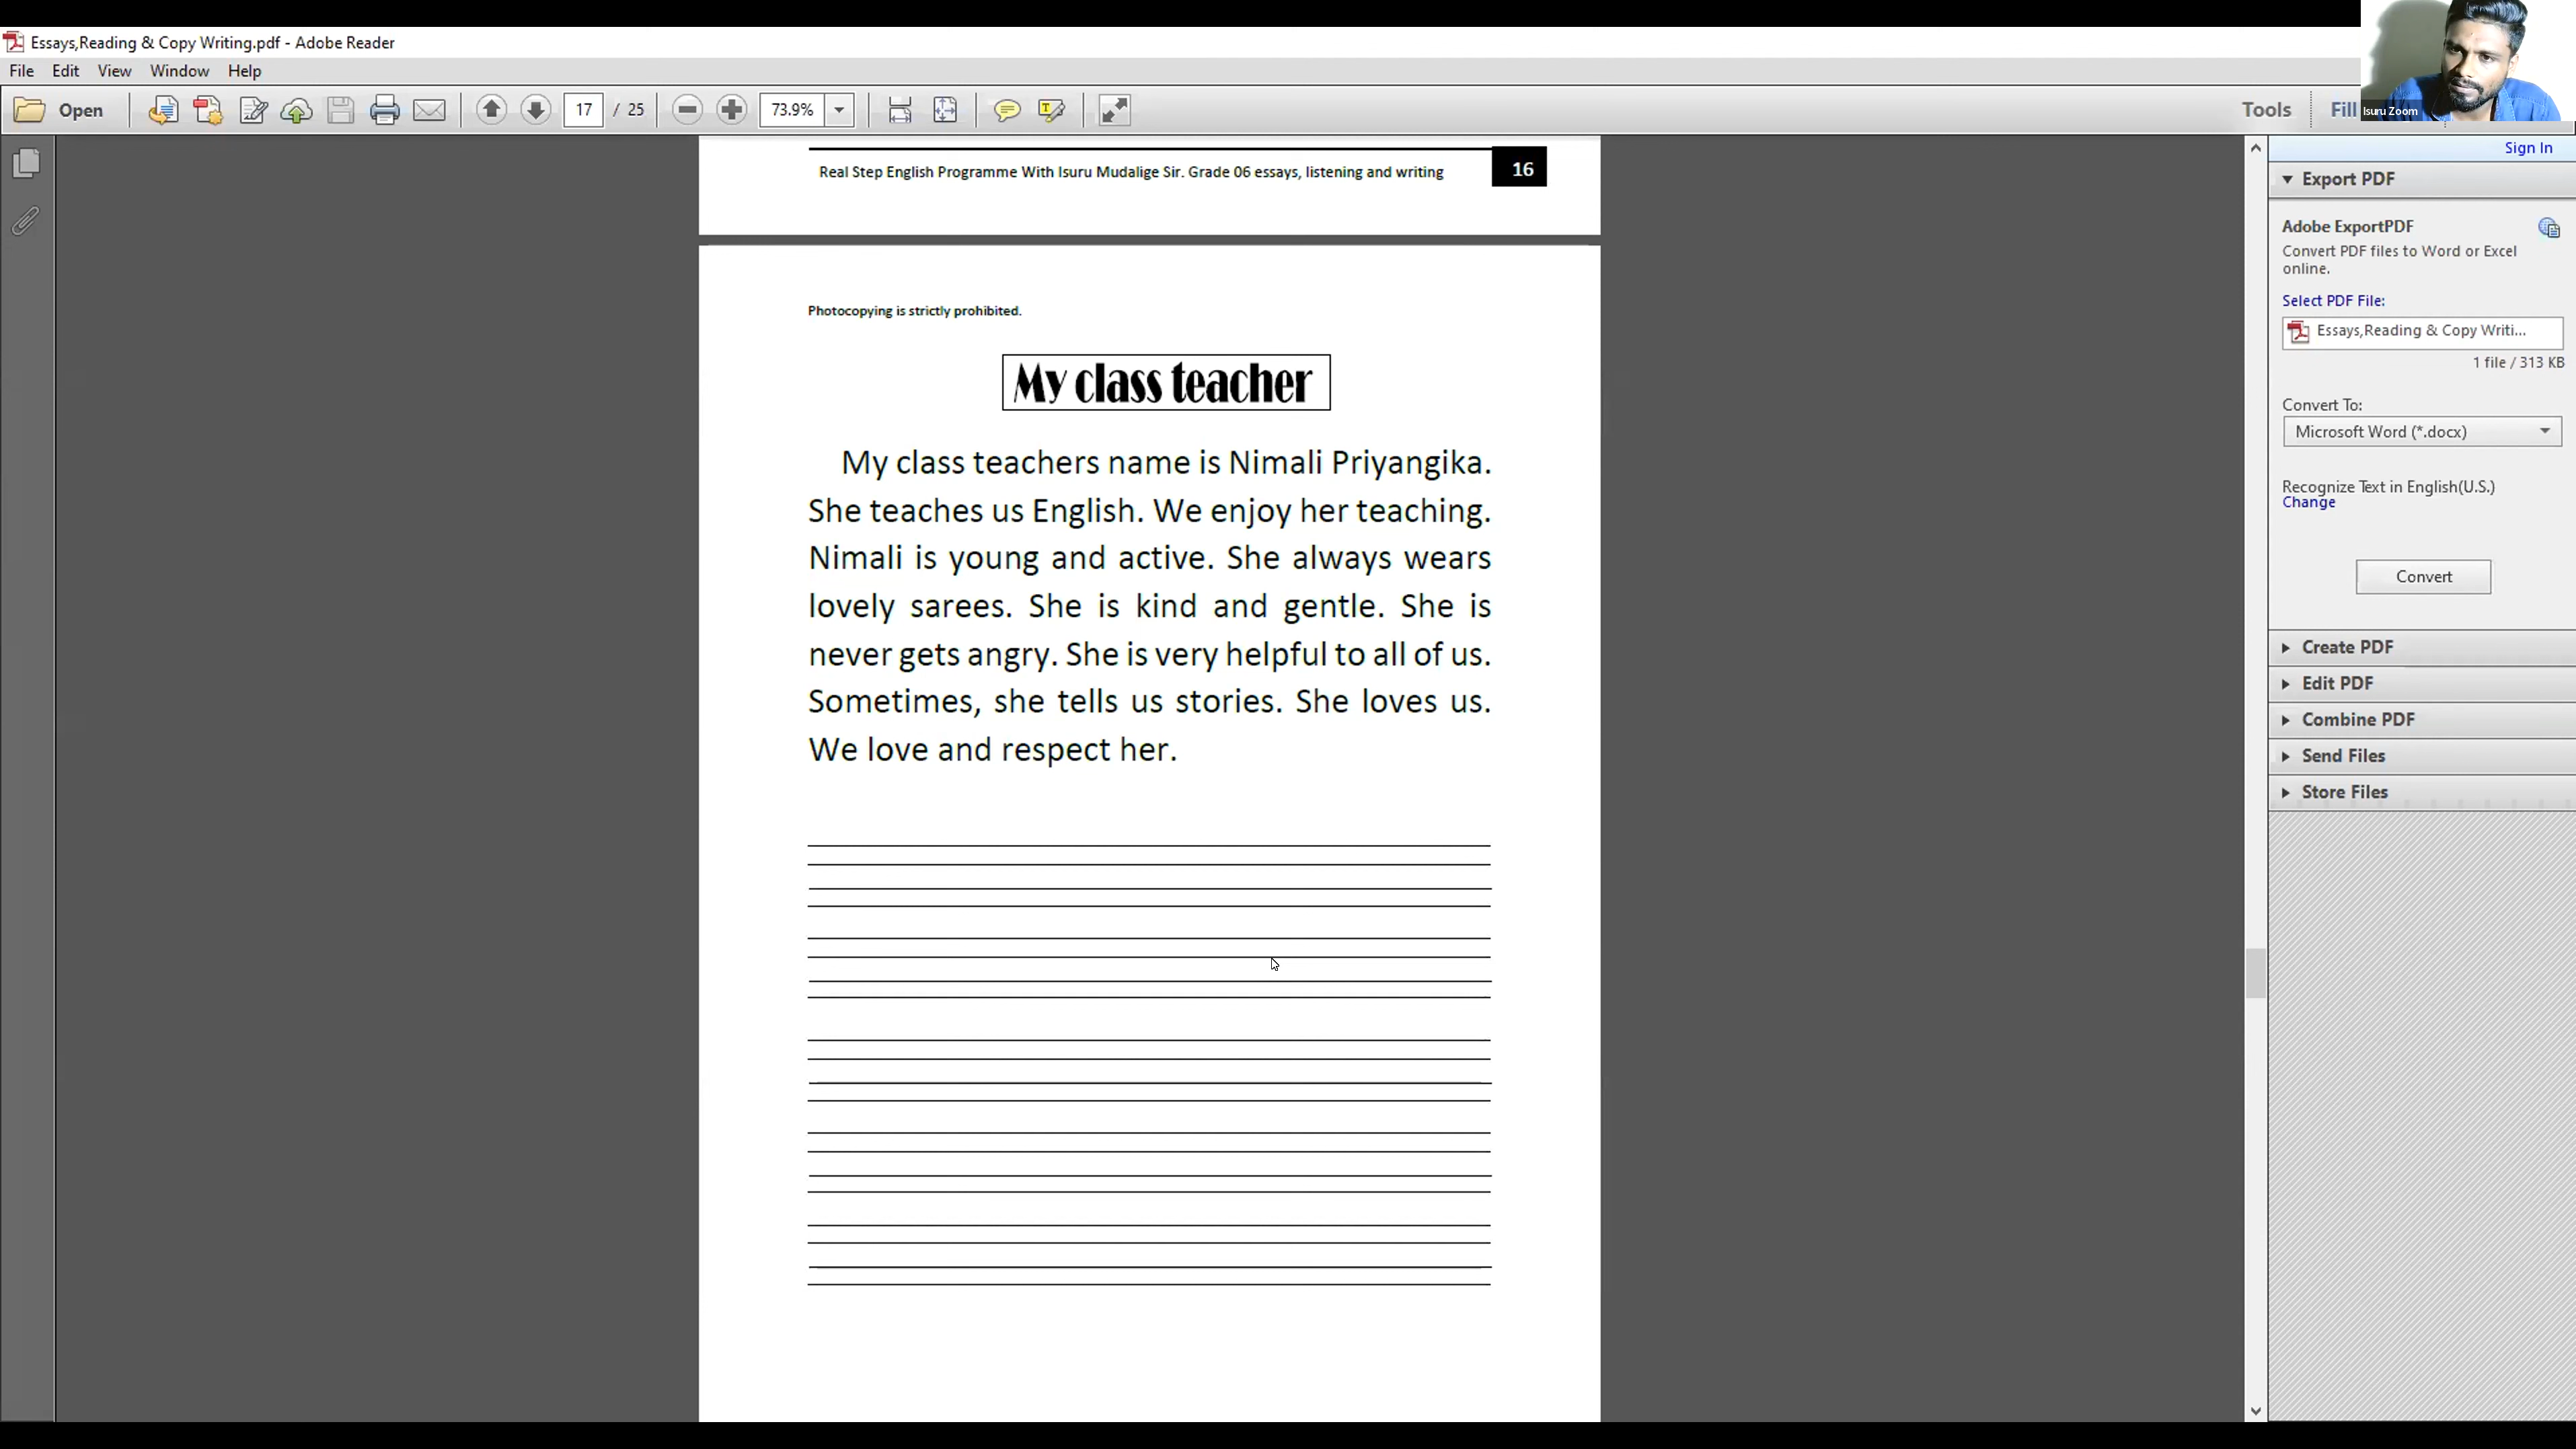 Essays,Reading & Copy Writing.pdf - Adobe Reader
File Edit View Window Help
Open 17 / 25 73.9% Tools Fill
Isuru Zoom
Sign In
Real Step English Programme With Isuru Mudalige Sir. Grade 06 essays, listening and writing 16
Photocopying is strictly prohibited.
My class teacher
My class teachers name is Nimali Priyangika.
She teaches us English. We enjoy her teaching.
Nimali is young and active. She always wears
lovely sarees. She is kind and gentle. She is
never gets angry. She is very helpful to all of us.
Sometimes, she tells us stories. She loves us.
We love and respect her.
Export PDF
Adobe ExportPDF
Convert PDF files to Word or Excel
online.
Select PDF File:
Essays,Reading & Copy Writi...
1 file / 313 KB
Convert To:
Microsoft Word (*.docx)
Recognize Text in English(U.S.)
Change
Convert
Create PDF
Edit PDF
Combine PDF
Send Files
Store Files